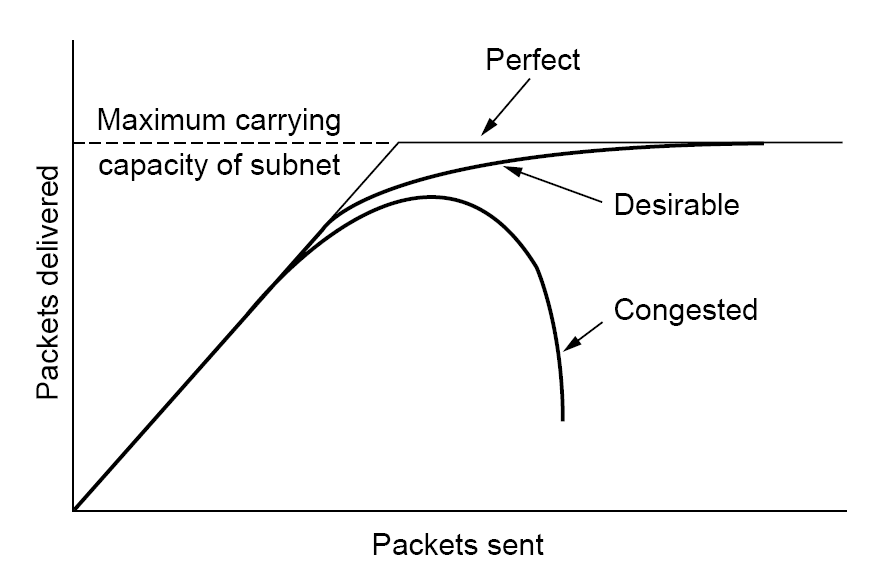 Perfect
Maximum carrying
capacity of subnet
Desirable
Congested
Packets delivered
Packets sent